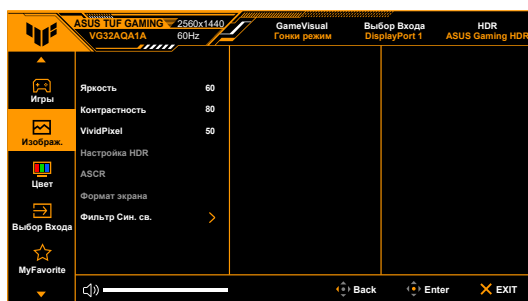 ASUS TUF GAMING 2560x1440
VG32AQA1A 60Hz
GameVisual
Гонки режим
Выбор Входа
DisplayPort 1
HDR
ASUS Gaming HDR
Игры
Изображ.
Цвет
Выбор Входа
MyFavorite
Яркость 60
Контрастность 80
VividPixel 50
Настройка HDR
ASCR
Формат экрана
Фильтр Син. св.
Back Enter EXIT